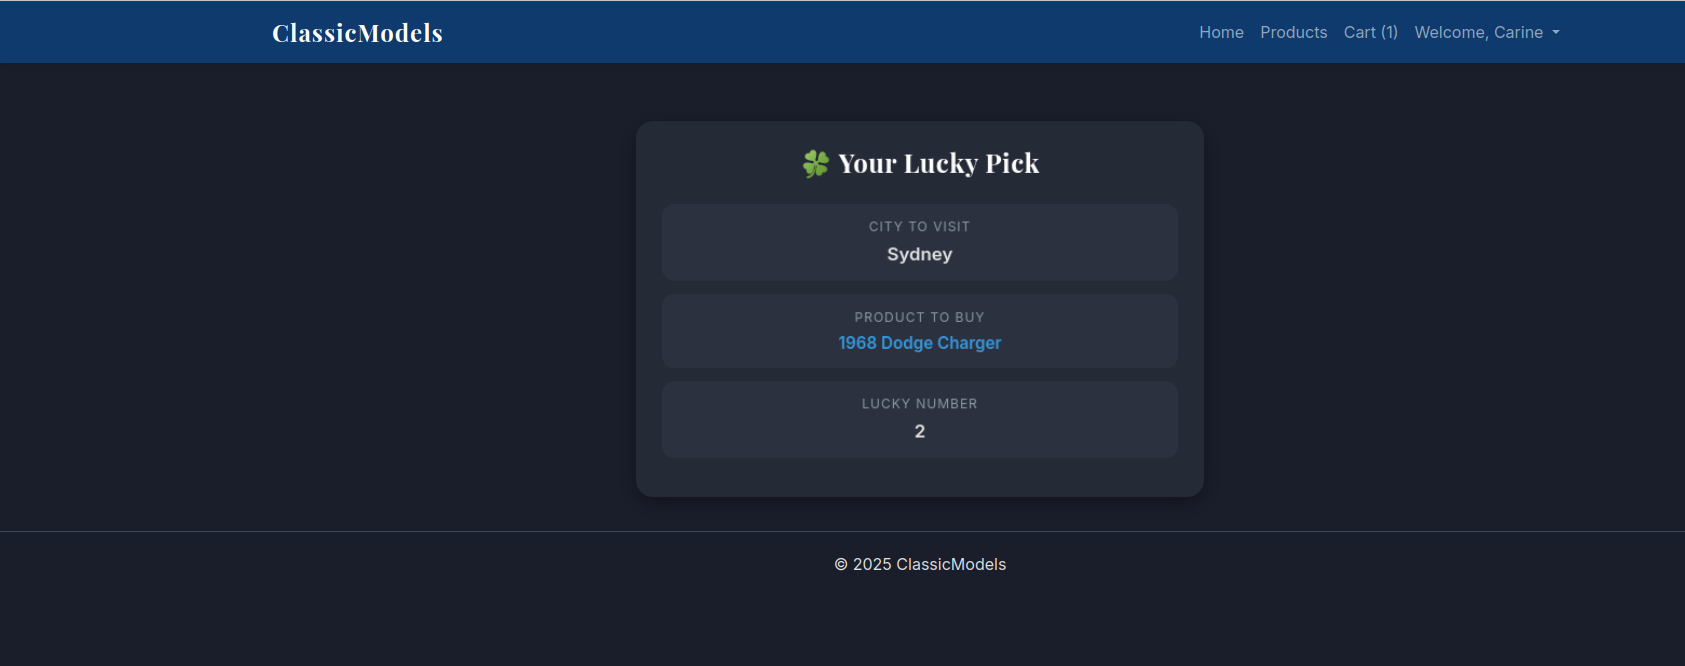 ClassicModels
Home Products Cart (1) Welcome, Carine
Your Lucky Pick
CITY TO VISIT
Sydney
PRODUCT TO BUY
1968 Dodge Charger
LUCKY NUMBER
2
© 2025 ClassicModels